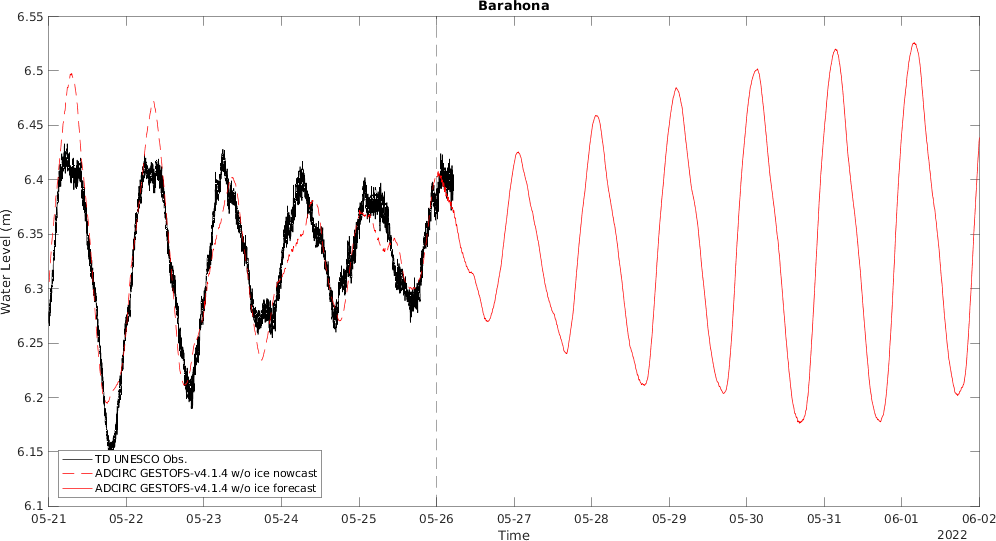 Barahona
6.55
6.5
6.45
6.4
6.35
6.3
6.25
6.2
6.15
6.1
Water Level (m)
TD UNESCO Obs.
ADCIRC GESTOFS-v4.1.4 w/o ice nowcast
ADCIRC GESTOFS-v4.1.4 w/o ice forecast
05-21 05-22 05-23 05-24 05-25 05-26 05-27 05-28 05-29 05-30 05-31 06-01 06-02
Time
2022